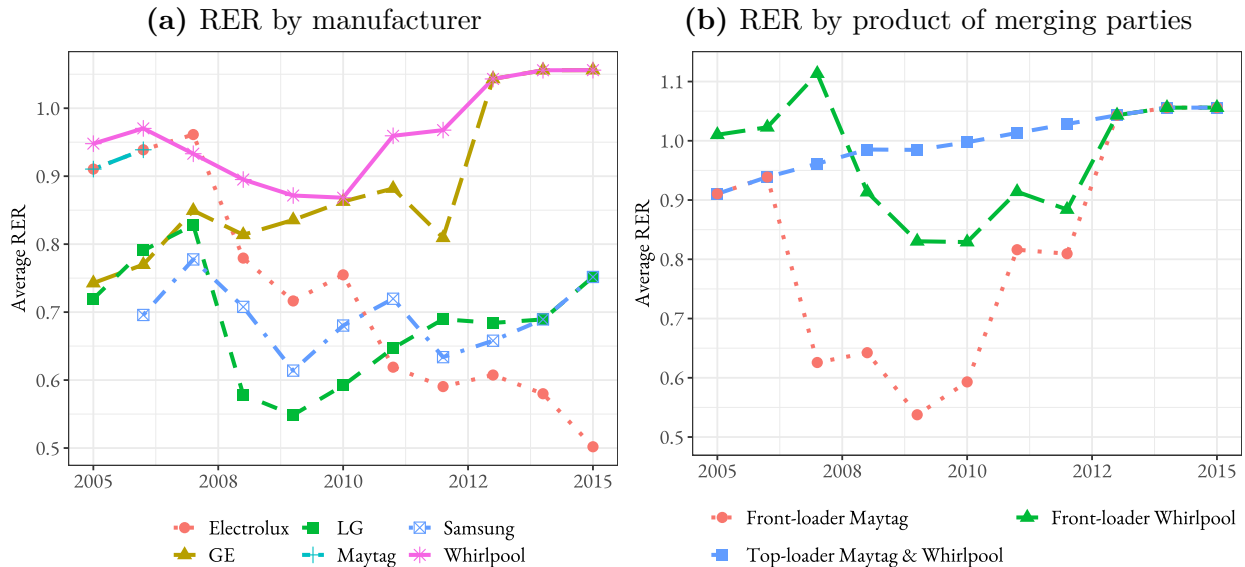 (a) RER by manufacturer
Average RER
1.0
0.9
0.8
0.7
0.6
0.5
2005 2008 2010 2012 2015
Electrolux LG Samsung
GE Maytag Whirlpool
(b) RER by product of merging parties
Average RER
1.1
1.0
0.9
0.8
0.7
0.6
0.5
2005 2008 2010 2012 2015
Front-loader Maytag Front-loader Whirlpool
Top-loader Maytag & Whirlpool